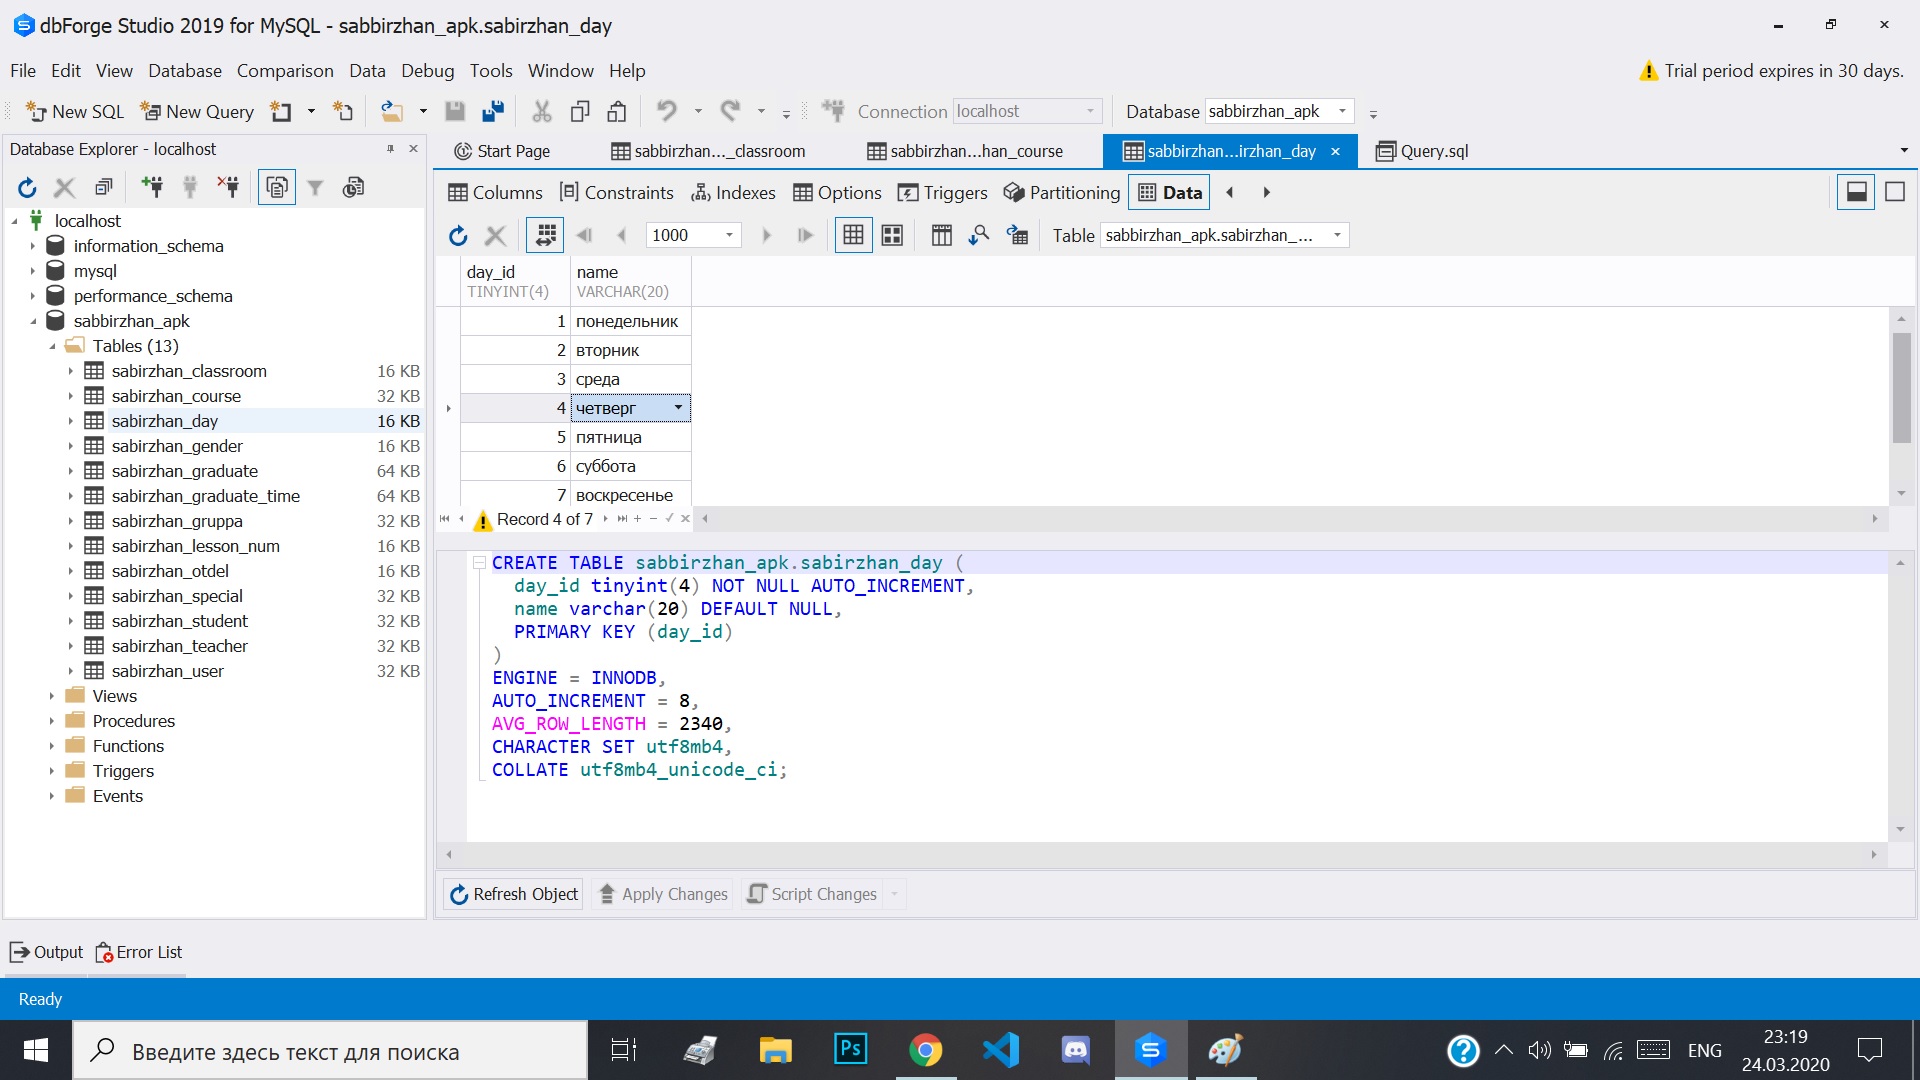 dbForge Studio 2019 for MySQL - sabbirzhan_apk.sabirzhan_day
File Edit View Database Comparison Data Debug Tools Window Help
Trial period expires in 30 days.
New SQL New Query Connection localhost Database sabbirzhan_apk
Database Explorer - localhost
Start Page sabbirzhan..._classroom sabbirzhan...han_course sabbirzhan...irzhan_day Query.sql
Columns Constraints Indexes Options Triggers Partitioning Data
1000 Table sabbirzhan_apk.sabirzhan_...
localhost
information_schema
mysql
performance_schema
sabbirzhan_apk
Tables (13)
sabirzhan_classroom 16 KB
sabirzhan_course 32 KB
sabirzhan_day 16 KB
sabirzhan_gender 16 KB
sabirzhan_graduate 64 KB
sabirzhan_graduate_time 64 KB
sabirzhan_gruppa 32 KB
sabirzhan_lesson_num 16 KB
sabirzhan_otdel 16 KB
sabirzhan_special 32 KB
sabirzhan_student 32 KB
sabirzhan_teacher 32 KB
sabirzhan_user 32 KB
Views
Procedures
Functions
Triggers
Events
day_id name
TINYINT(4) VARCHAR(20)
1 понедельник
2 вторник
3 среда
4 четверг
5 пятница
6 суббота
7 воскресенье
Record 4 of 7
CREATE TABLE sabbirzhan_apk.sabirzhan_day (
day_id tinyint(4) NOT NULL AUTO_INCREMENT,
name varchar(20) DEFAULT NULL,
PRIMARY KEY (day_id)
)
ENGINE = INNODB,
AUTO_INCREMENT = 8,
AVG_ROW_LENGTH = 2340,
CHARACTER SET utf8mb4,
COLLATE utf8mb4_unicode_ci;
Refresh Object Apply Changes Script Changes
Output Error List
Ready
Введите здесь текст для поиска
Ps
ENG
23:19
24.03.2020